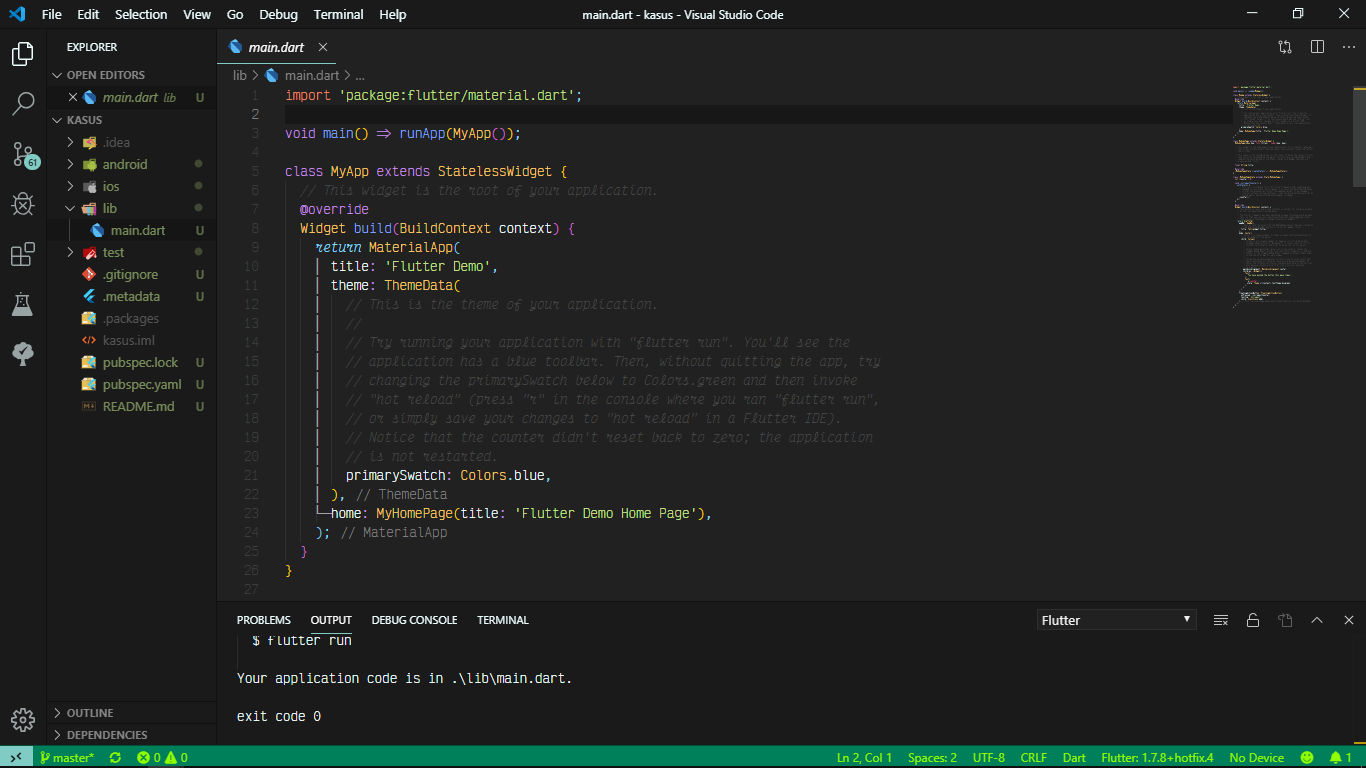 File Edit Selection View Go Debug Terminal Help
main.dart - kasus - Visual Studio Code
EXPLORER
OPEN EDITORS
main.dart lib U
KASUS
.idea
android
ios
lib
main.dart U
test
.gitignore U
.metadata U
.packages
kasus.iml
pubspec.lock U
pubspec.yaml U
README.md U
OUTLINE
DEPENDENCIES
61
main.dart
lib > main.dart > ...
1 import 'package:flutter/material.dart';
2
3 void main() => runApp(MyApp());
4
5 class MyApp extends StatelessWidget {
6 // This widget is the root of your application.
7 @override
8 Widget build(BuildContext context) {
9 return MaterialApp(
10 title: 'Flutter Demo',
11 theme: ThemeData(
12 // This is the theme of your application.
13 //
14 // Try running your application with "flutter run". You'll see the
15 // application has a blue toolbar. Then, without quitting the app, try
16 // changing the primarySwatch below to Colors.green and then invoke
17 // "hot reload" (press "r" in the console where you ran "flutter run",
18 // or simply save your changes to "hot reload" in a Flutter IDE).
19 // Notice that the counter didn't reset back to zero; the application
20 // is not restarted.
21 primarySwatch: Colors.blue,
22 ), // ThemeData
23 home: MyHomePage(title: 'Flutter Demo Home Page'),
24 ); // MaterialApp
25 }
26 }
27
PROBLEMS OUTPUT DEBUG CONSOLE TERMINAL
Flutter
$ flutter run
Your application code is in .\lib\main.dart.
exit code 0
master* 0 0
Ln 2, Col 1 Spaces: 2 UTF-8 CRLF Dart Flutter: 1.7.8+hotfix.4 No Device 1